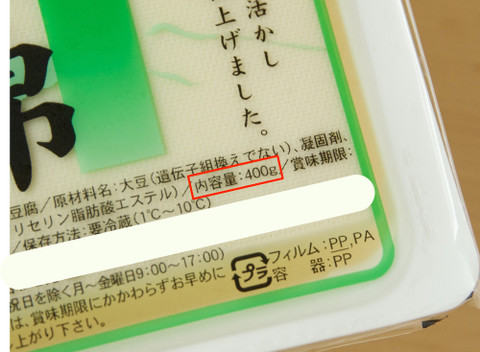 活かし
上げました。
豆腐／原材料名：大豆（遺伝子組換えでない）、凝固剤、
リセリン脂肪酸エステル）／内容量：400g／賞味期限：
／保存方法：要冷蔵（1℃～10℃）
祝日を除く月～金曜日9:00～17:00）
は、賞味期限にかかわらずお早めに
し上がり下さい。
プラ
フィルム：PP,PA
容 器：PP